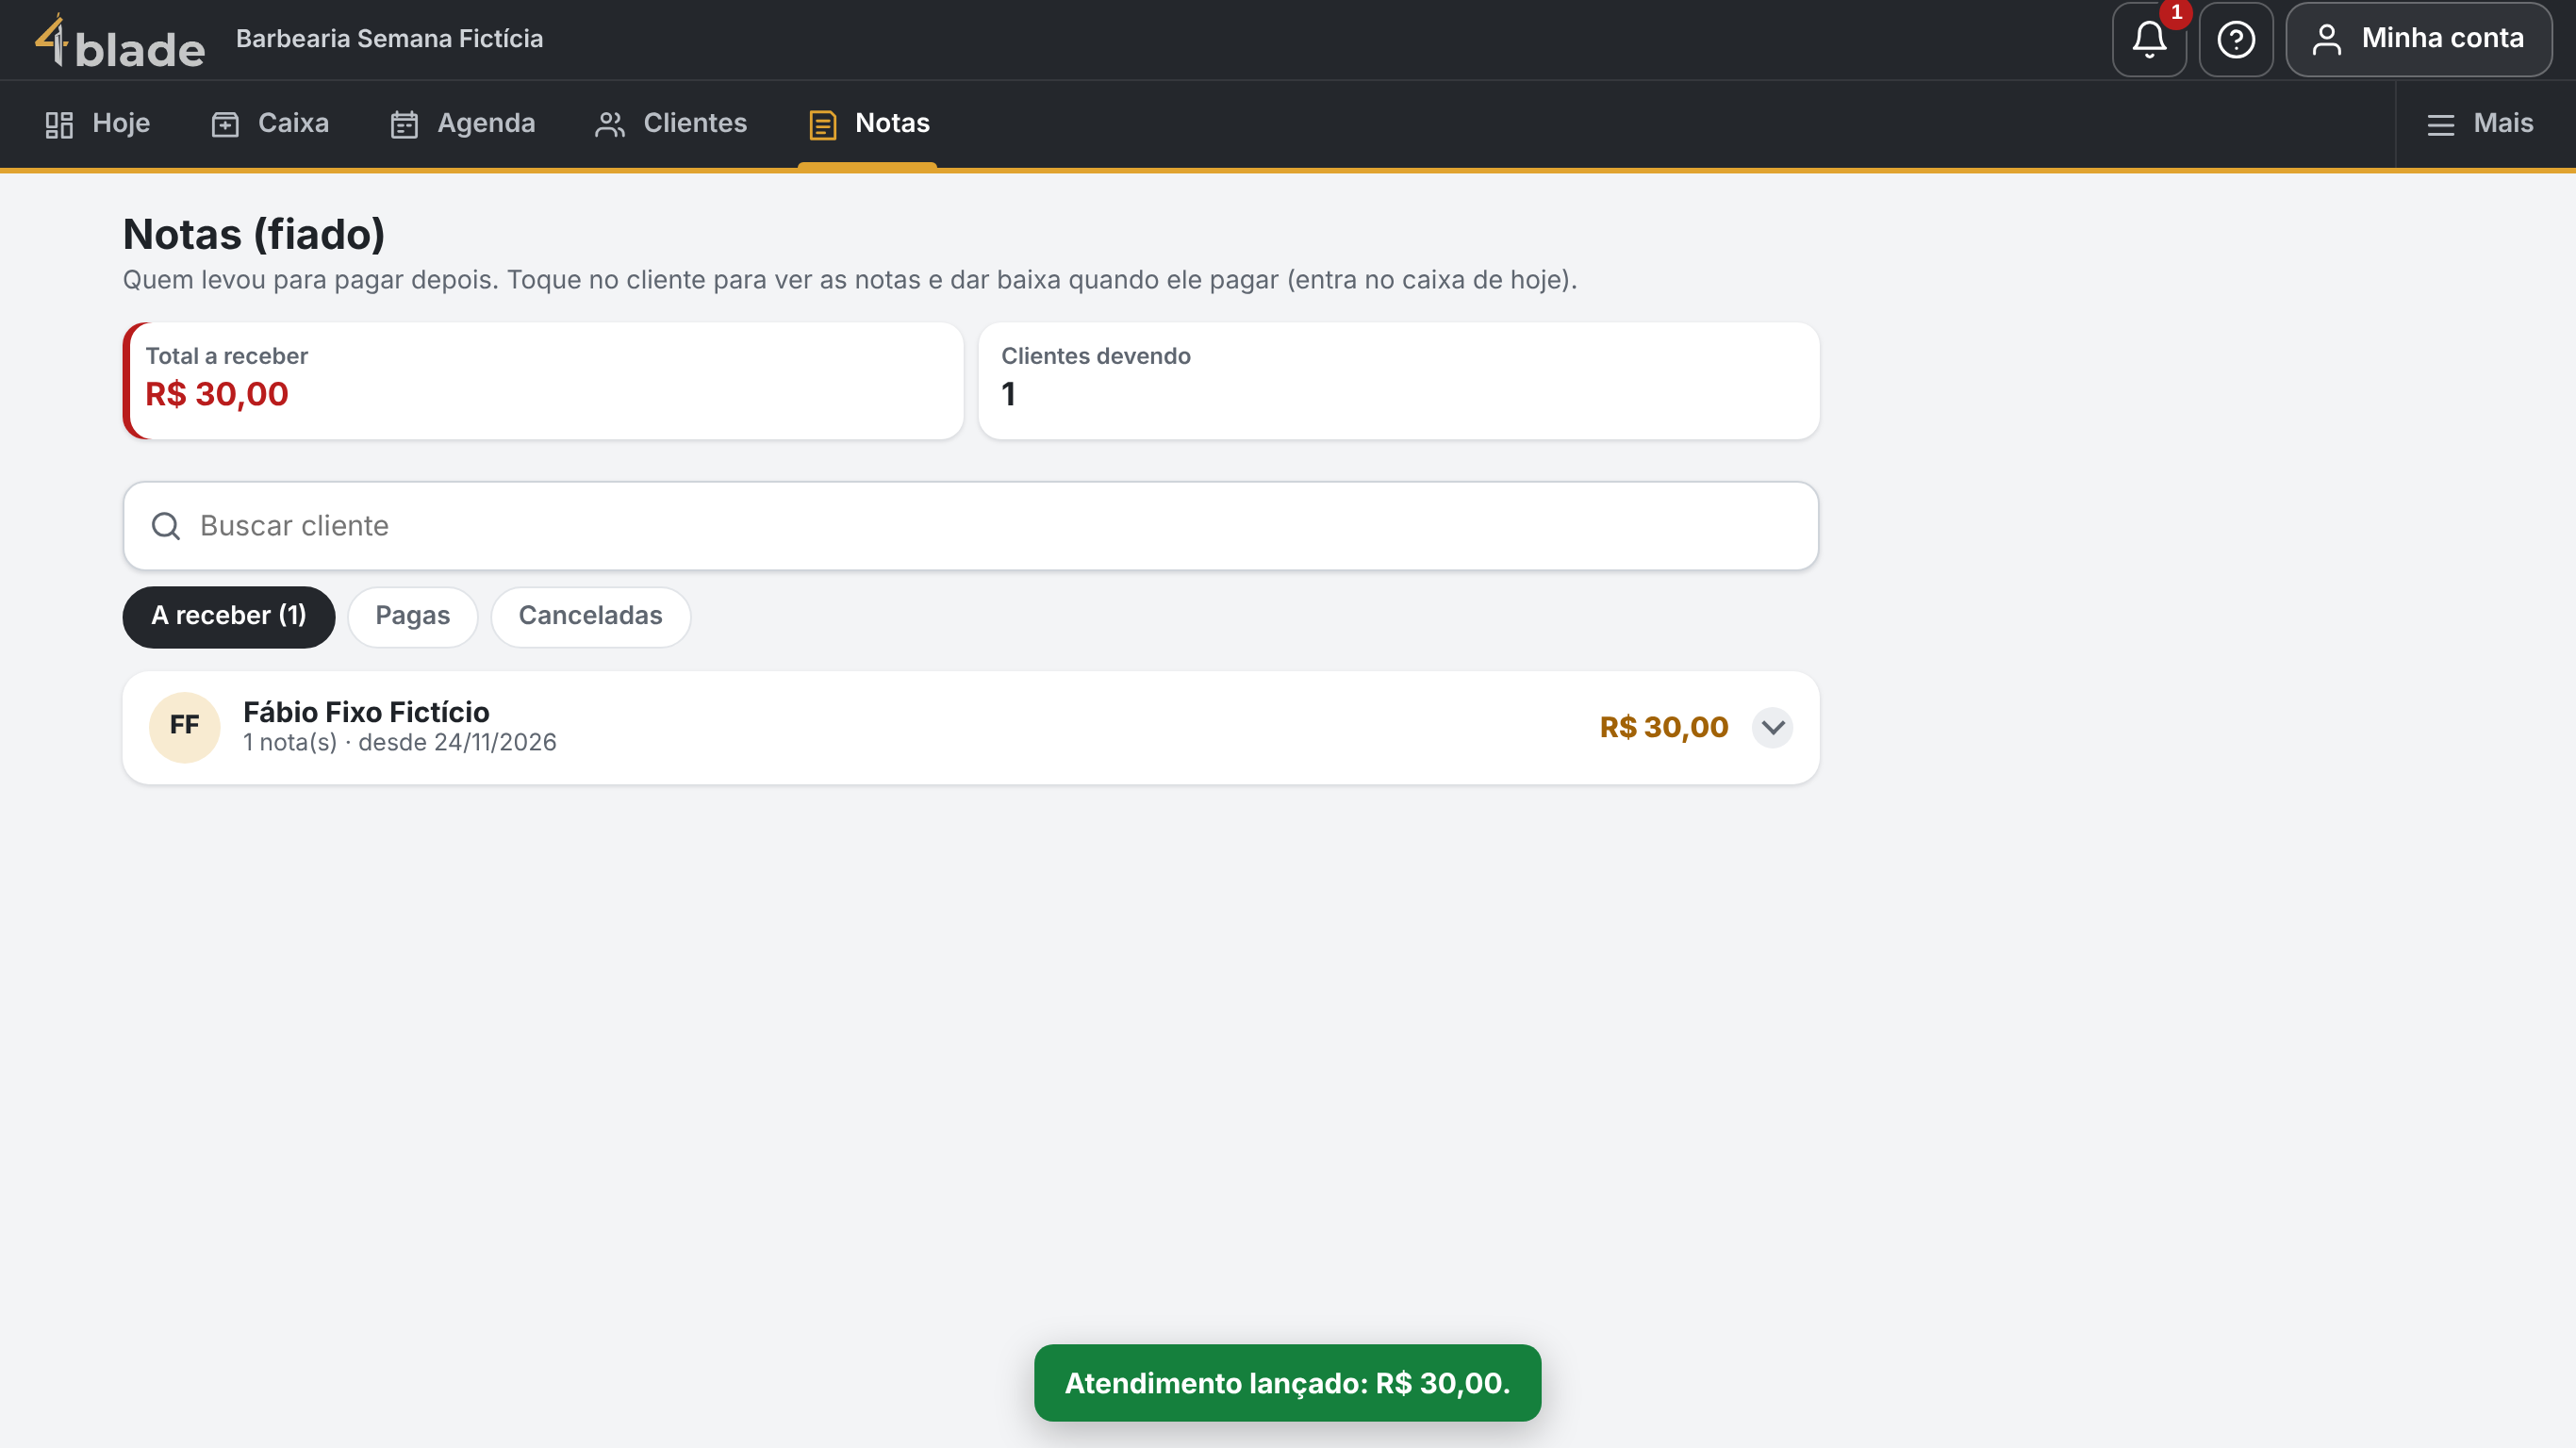 4blade
Barbearia Semana Fictícia
1
Minha conta
Hoje
Caixa
Agenda
Clientes
Notas
Mais
Notas (fiado)
Quem levou para pagar depois. Toque no cliente para ver as notas e dar baixa quando ele pagar (entra no caixa de hoje).
Total a receber
R$ 30,00
Clientes devendo
1
Buscar cliente
A receber (1)
Pagas
Canceladas
FF
Fábio Fixo Fictício
1 nota(s) · desde 24/11/2026
R$ 30,00
Atendimento lançado: R$ 30,00.